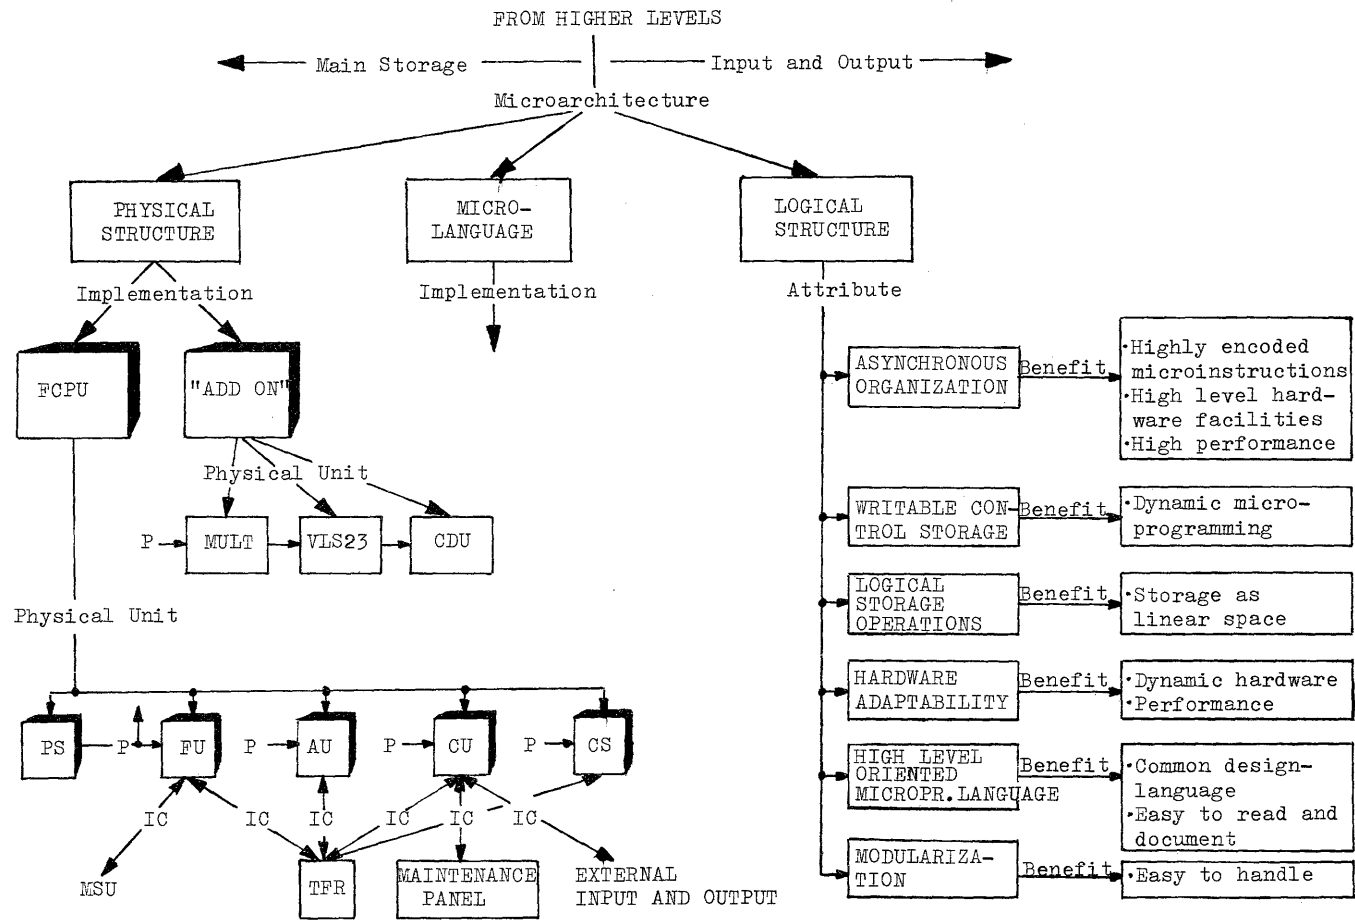 FROM HIGHER LEVELS
Main Storage
Input and Output
Microarchitecture
PHYSICAL
STRUCTURE
MICRO-
LANGUAGE
LOGICAL
STRUCTURE
Implementation
Implementation
Attribute
FCPU
"ADD ON"
Physical Unit
P
MULT
VLS23
CDU
Physical Unit
PS
P
FU
P
AU
P
CU
P
CS
IC
IC
IC
IC
IC
IC
MSU
TFR
MAINTENANCE
PANEL
EXTERNAL
INPUT AND OUTPUT
ASYNCHRONOUS
ORGANIZATION
Benefit
·Highly encoded
microinstructions
·High level hard-
ware facilities
·High performance
WRITABLE CON-
TROL STORAGE
Benefit
·Dynamic micro-
programming
LOGICAL
STORAGE
OPERATIONS
Benefit
·Storage as
linear space
HARDWARE
ADAPTABILITY
Benefit
·Dynamic hardware
·Performance
HIGH LEVEL
ORIENTED
MICROPR.LANGUAGE
Benefit
·Common design-
language
·Easy to read and
document
MODULARIZA-
TION
Benefit
·Easy to handle